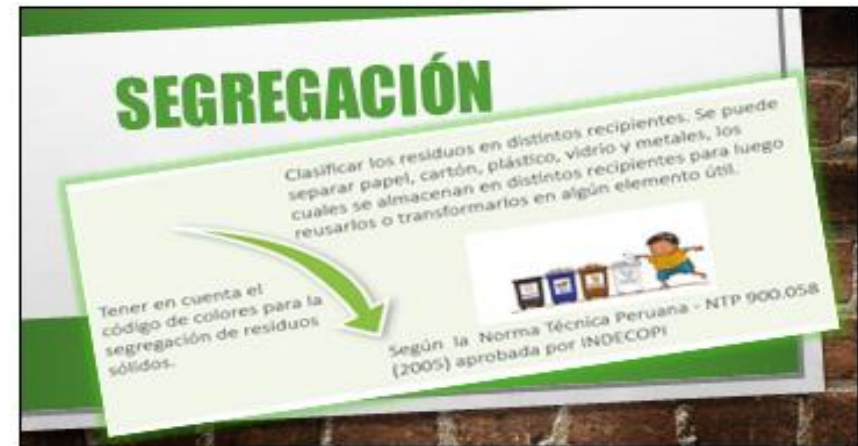 SEGREGACIÓN
Clasificar los residuos en distintos recipientes. Se puede
separar papel, cartón, plástico, vidrio y metales, los
cuales se almacenan en distintos recipientes para luego
reusarlos o transformarlos en algún elemento útil.
Tener en cuenta el
código de colores para la
segregación de residuos
sólidos.
Según la Norma Técnica Peruana - NTP 900.058
(2005) aprobada por INDECOPI